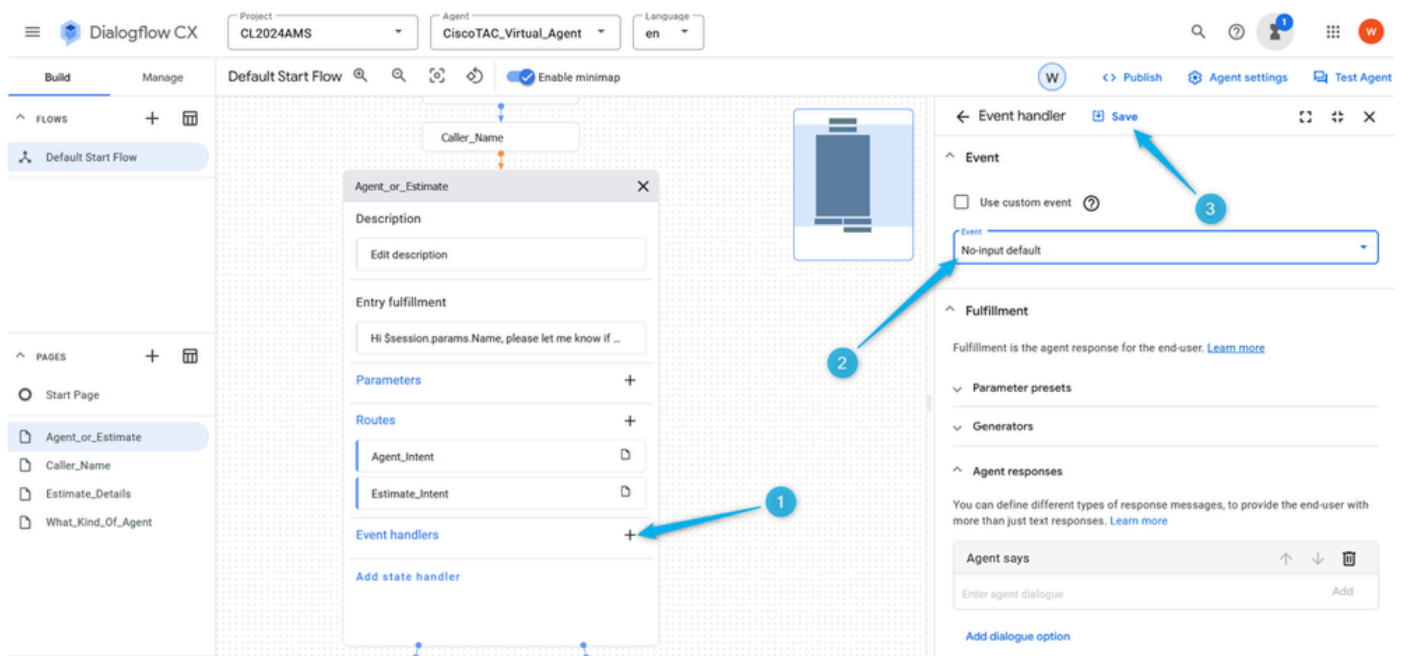 Dialogflow CX
Project
CL2024AMS
Agent
CiscoTAC_Virtual_Agent
Language
en
1
W
Build
Manage
Default Start Flow
Enable minimap
W
Publish
Agent settings
Test Agent
FLOWS
Default Start Flow
PAGES
Start Page
Agent_or_Estimate
Caller_Name
Estimate_Details
What_Kind_Of_Agent
Caller_Name
Agent_or_Estimate
Description
Edit description
Entry fulfillment
Hi $session.params.Name, please let me know if ...
Parameters
Routes
Agent_Intent
Estimate_Intent
Event handlers
Add state handler
1
2
3
Event handler
Save
Event
Use custom event
Event
No-input default
Fulfillment
Fulfillment is the agent response for the end-user. Learn more
Parameter presets
Generators
Agent responses
You can define different types of response messages, to provide the end-user with
more than just text responses. Learn more
Agent says
Enter agent dialogue
Add
Add dialogue option